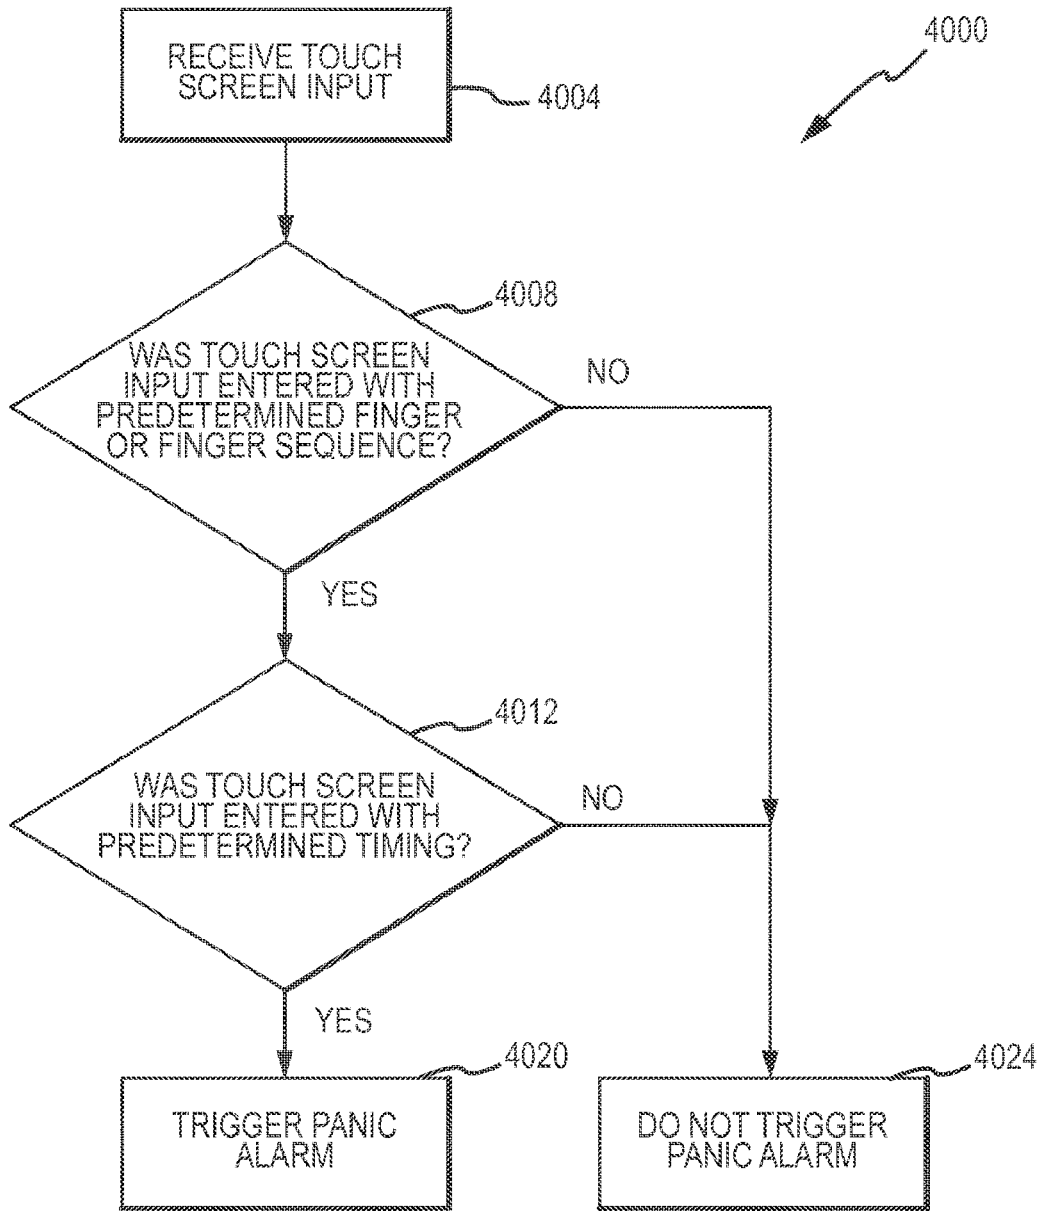 4000
RECEIVE TOUCH
SCREEN INPUT
4004
4008
WAS TOUCH SCREEN
INPUT ENTERED WITH
PREDETERMINED FINGER
OR FINGER SEQUENCE?
NO
YES
4012
WAS TOUCH SCREEN
INPUT ENTERED WITH
PREDETERMINED TIMING?
NO
YES
4020
TRIGGER PANIC
ALARM
4024
DO NOT TRIGGER
PANIC ALARM